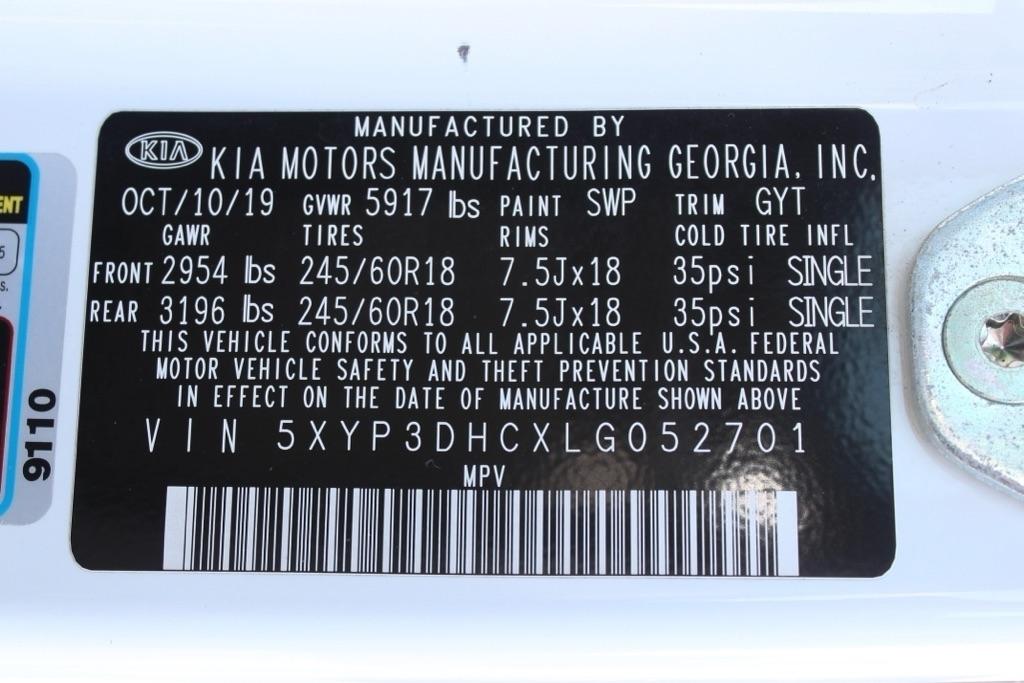 MANUFACTURED BY
KIA KIA MOTORS MANUFACTURING GEORGIA, INC.
OCT/10/19 GVWR 5917 lbs PAINT SWP TRIM GYT
GAWR TIRES RIMS COLD TIRE INFL
FRONT 2954 lbs 245/60R18 7.5Jx18 35psi SINGLE
REAR 3196 lbs 245/60R18 7.5Jx18 35psi SINGLE
THIS VEHICLE CONFORMS TO ALL APPLICABLE U.S.A. FEDERAL
MOTOR VEHICLE SAFETY AND THEFT PREVENTION STANDARDS
IN EFFECT ON THE DATE OF MANUFACTURE SHOWN ABOVE
VIN 5XYP3DHCXLG052701
MPV
9110